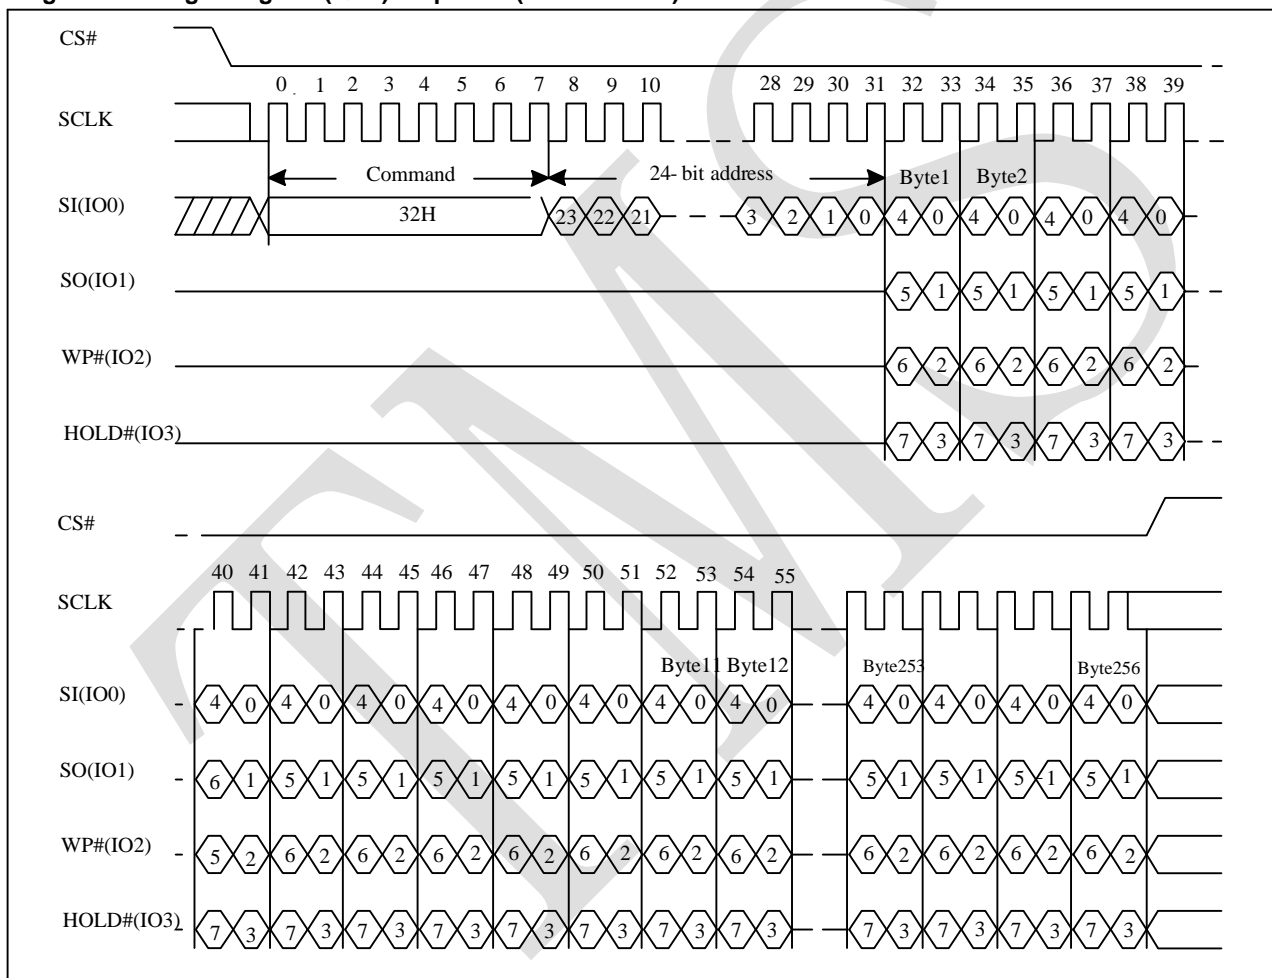 CS#
0 1 2 3 4 5 6 7 8 9 10 28 29 30 31 32 33 34 35 36 37 38 39
SCLK
Command 24- bit address Byte1 Byte2
SI(IO0) 32H 23 22 21 3 2 1 0 4 0 4 0 4 0 4 0
SO(IO1) 5 1 5 1 5 1 5 1
WP#(IO2) 6 2 6 2 6 2 6 2
HOLD#(IO3) 7 3 7 3 7 3 7 3
CS#
40 41 42 43 44 45 46 47 48 49 50 51 52 53 54 55
SCLK
Byte11 Byte12 Byte253 Byte256
SI(IO0) 4 0 4 0 4 0 4 0 4 0 4 0 4 0 4 0 4 0 4 0 4 0 4 0
SO(IO1) 6 1 5 1 5 1 5 1 5 1 5 1 5 1 5 1 5 1 5 1 5 1 5 1
WP#(IO2) 5 2 6 2 6 2 6 2 6 2 6 2 6 2 6 2 6 2 6 2 6 2 6 2
HOLD#(IO3) 7 3 7 3 7 3 7 3 7 3 7 3 7 3 7 3 7 3 7 3 7 3 7 3
TMS